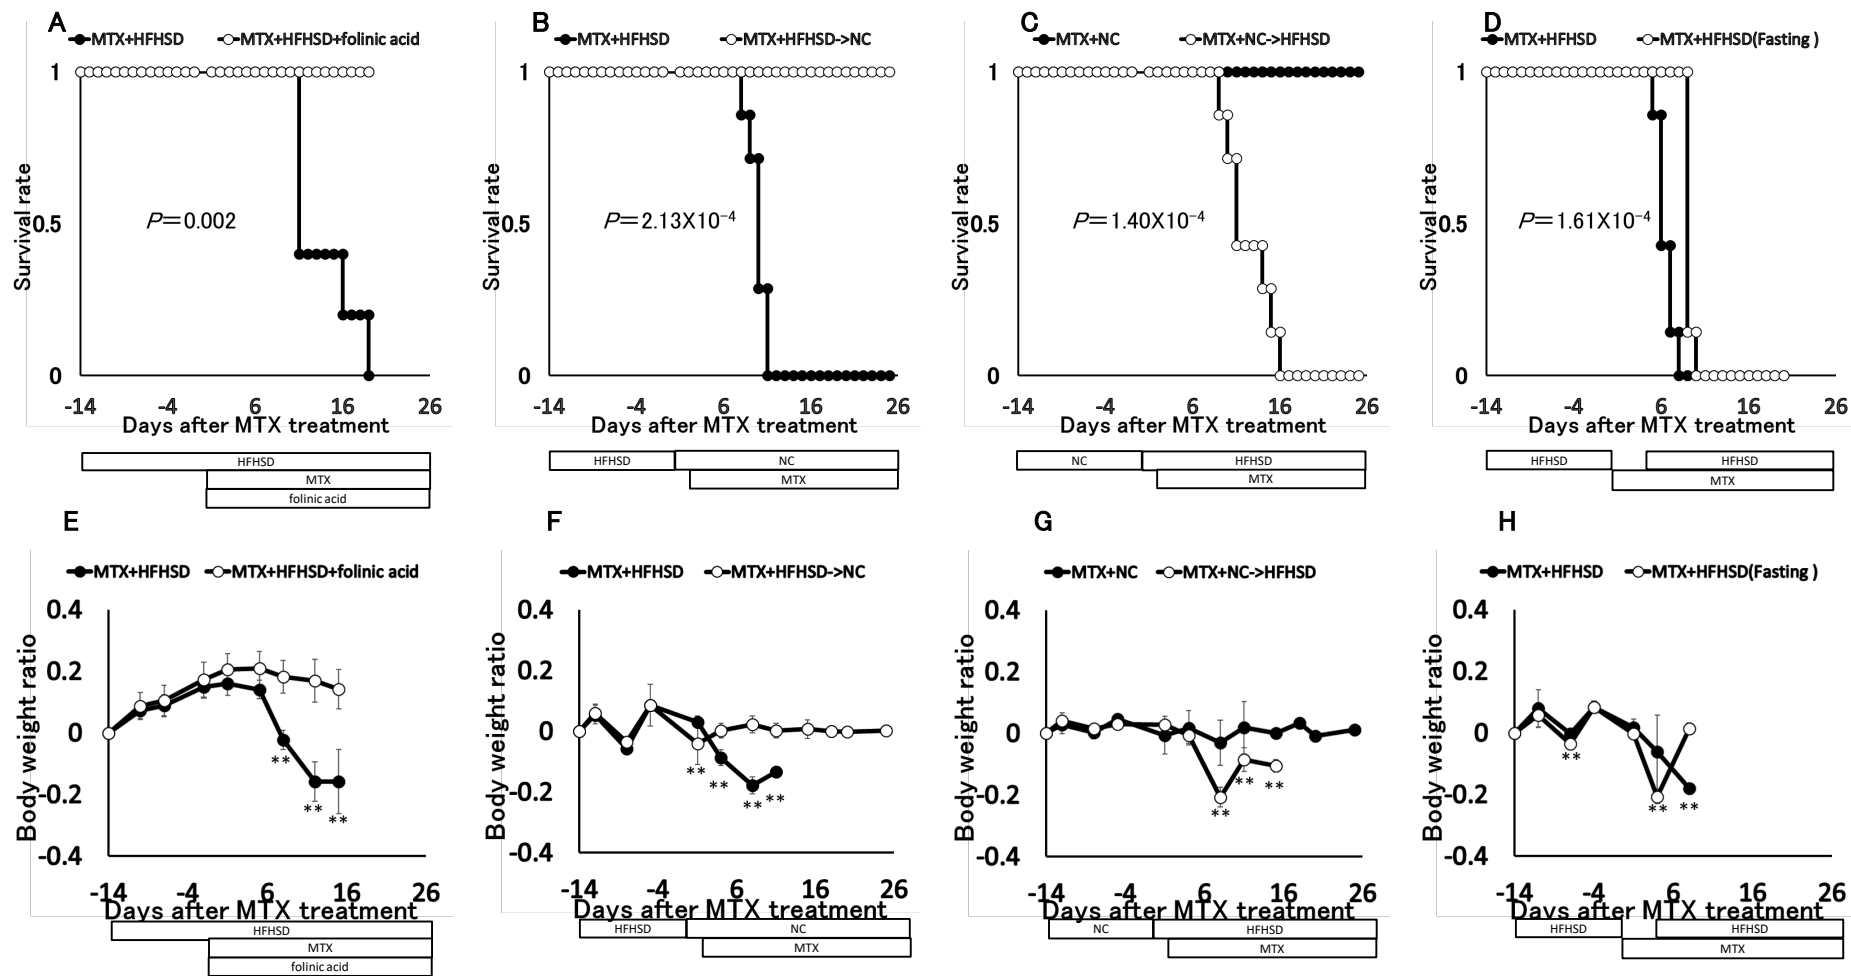 A
MTX+HFHSD MTX+HFHSD+folinic acid
1
0.5
0
Survival rate
P=0.002
-14 -4 6 16 26
Days after MTX treatment
HFHSD
MTX
folinic acid
B
MTX+HFHSD MTX+HFHSD->NC
1
0.5
0
Survival rate
P=2.13X10⁻⁴
-14 -4 6 16 26
Days after MTX treatment
HFHSD NC
MTX
C
MTX+NC MTX+NC->HFHSD
1
0.5
0
Survival rate
P=1.40X10⁻⁴
-14 -4 6 16 26
Days after MTX treatment
NC HFHSD
MTX
D
MTX+HFHSD MTX+HFHSD(Fasting )
1
0.5
0
Survival rate
P=1.61X10⁻⁴
-14 -4 6 16 26
Days after MTX treatment
HFHSD HFHSD
MTX
E
MTX+HFHSD MTX+HFHSD+folinic acid
0.4
0.2
0
-0.2
-0.4
Body weight ratio
** ** **
-14 -4 6 16 26
Days after MTX treatment
HFHSD
MTX
folinic acid
F
MTX+HFHSD MTX+HFHSD->NC
0.4
0.2
0
-0.2
-0.4
Body weight ratio
** ** ** **
-14 -4 6 16 26
Days after MTX treatment
HFHSD NC
MTX
G
MTX+NC MTX+NC->HFHSD
0.4
0.2
0
-0.2
-0.4
Body weight ratio
** ** **
-14 -4 6 16 26
Days after MTX treatment
NC HFHSD
MTX
H
MTX+HFHSD MTX+HFHSD(Fasting )
0.4
0.2
0
-0.2
-0.4
Body weight ratio
** ** **
-14 -4 6 16 26
Days after MTX treatment
HFHSD HFHSD
MTX